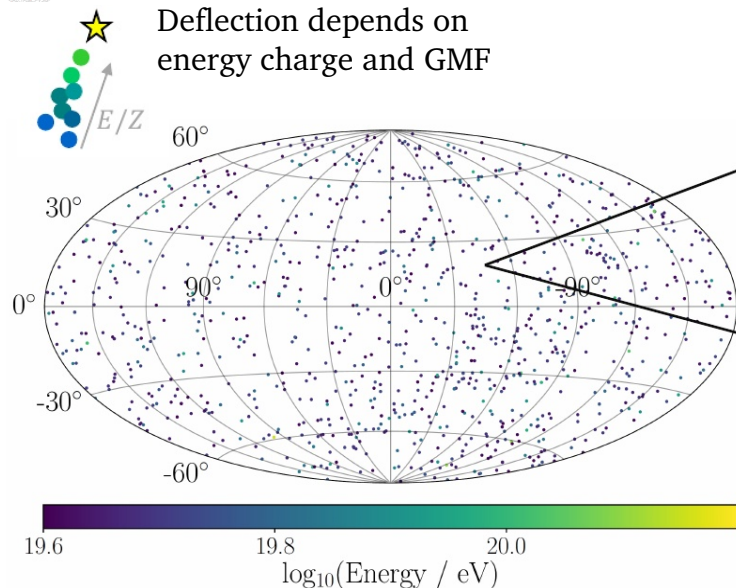 Deflection depends on
energy charge and GMF
E/Z
60°
30°
90°
0°
-90°
0°
-30°
-60°
19.6
19.8
20.0
log₁₀(Energy / eV)